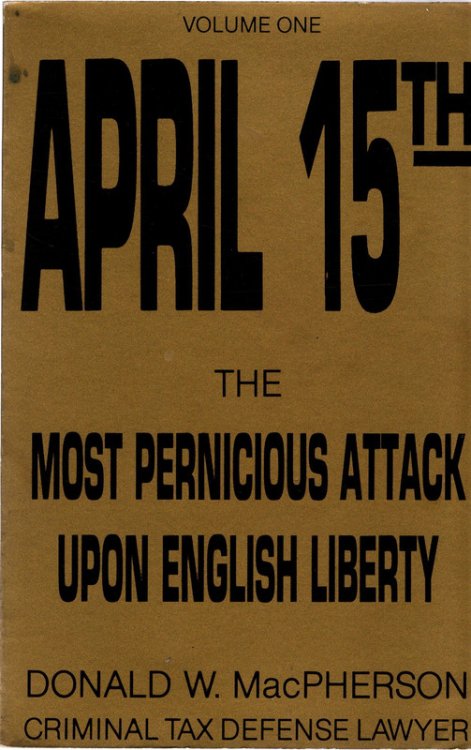 VOLUME ONE
APRIL 15TH
THE
MOST PERNICIOUS ATTACK
UPON ENGLISH LIBERTY
DONALD W. MacPHERSON
CRIMINAL TAX DEFENSE LAWYER